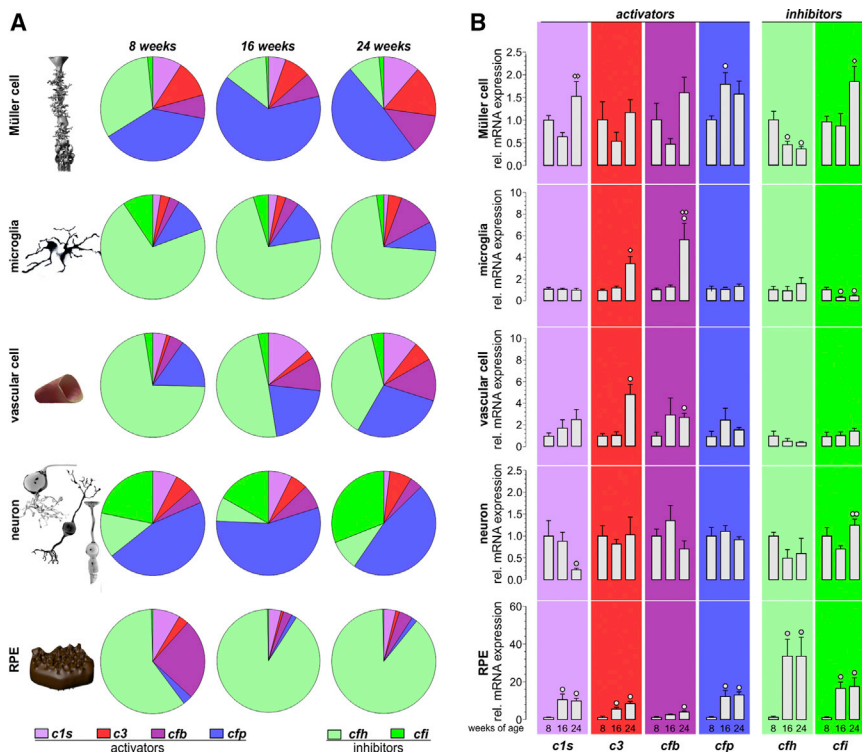 A
8 weeks 16 weeks 24 weeks
Müller cell
microglia
vascular cell
neuron
RPE
c1s c3 cfb cfp cfh cfi
activators inhibitors
B
activators inhibitors
Müller cell
rel. mRNA expression
2.5
2.0
1.5
1.0
0.5
0.0
microglia
rel. mRNA expression
10
8
6
4
2
0
vascular cell
rel. mRNA expression
10
8
6
4
2
0
neuron
rel. mRNA expression
2.5
2.0
1.5
1.0
0.5
0.0
RPE
rel. mRNA expression
60
40
20
0
weeks of age 8 16 24 8 16 24 8 16 24 8 16 24 8 16 24 8 16 24
c1s c3 cfb cfp cfh cfi